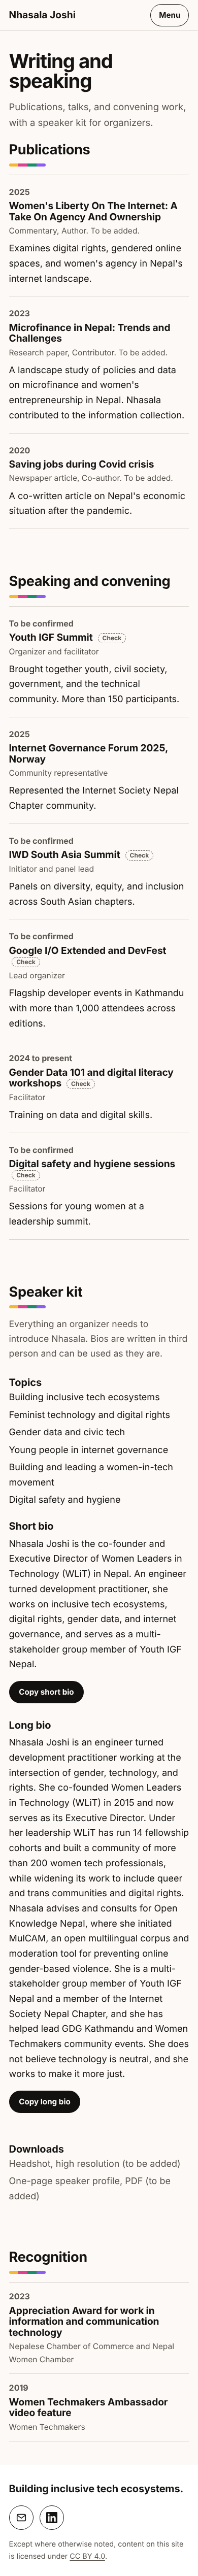 Nhasala Joshi
Menu
Writing and
speaking
Publications, talks, and convening work,
with a speaker kit for organizers.
Publications
2025
Women's Liberty On The Internet: A
Take On Agency And Ownership
Commentary, Author. To be added.
Examines digital rights, gendered online
spaces, and women's agency in Nepal's
internet landscape.
2023
Microfinance in Nepal: Trends and
Challenges
Research paper, Contributor. To be added.
A landscape study of policies and data
on microfinance and women's
entrepreneurship in Nepal. Nhasala
contributed to the information collection.
2020
Saving jobs during Covid crisis
Newspaper article, Co-author. To be added.
A co-written article on Nepal's economic
situation after the pandemic.
Speaking and convening
To be confirmed
Youth IGF Summit Check
Organizer and facilitator
Brought together youth, civil society,
government, and the technical
community. More than 150 participants.
2025
Internet Governance Forum 2025,
Norway
Community representative
Represented the Internet Society Nepal
Chapter community.
To be confirmed
IWD South Asia Summit Check
Initiator and panel lead
Panels on diversity, equity, and inclusion
across South Asian chapters.
To be confirmed
Google I/O Extended and DevFest
Check
Lead organizer
Flagship developer events in Kathmandu
with more than 1,000 attendees across
editions.
2024 to present
Gender Data 101 and digital literacy
workshops Check
Facilitator
Training on data and digital skills.
To be confirmed
Digital safety and hygiene sessions
Check
Facilitator
Sessions for young women at a
leadership summit.
Speaker kit
Everything an organizer needs to
introduce Nhasala. Bios are written in third
person and can be used as they are.
Topics
Building inclusive tech ecosystems
Feminist technology and digital rights
Gender data and civic tech
Young people in internet governance
Building and leading a women-in-tech
movement
Digital safety and hygiene
Short bio
Nhasala Joshi is the co-founder and
Executive Director of Women Leaders in
Technology (WLiT) in Nepal. An engineer
turned development practitioner, she
works on inclusive tech ecosystems,
digital rights, gender data, and internet
governance, and serves as a multi-
stakeholder group member of Youth IGF
Nepal.
Copy short bio
Long bio
Nhasala Joshi is an engineer turned
development practitioner working at the
intersection of gender, technology, and
rights. She co-founded Women Leaders
in Technology (WLiT) in 2015 and now
serves as its Executive Director. Under
her leadership WLiT has run 14 fellowship
cohorts and built a community of more
than 200 women tech professionals,
while widening its work to include queer
and trans communities and digital rights.
Nhasala advises and consults for Open
Knowledge Nepal, where she initiated
MulCAM, an open multilingual corpus and
moderation tool for preventing online
gender-based violence. She is a multi-
stakeholder group member of Youth IGF
Nepal and a member of the Internet
Society Nepal Chapter, and she has
helped lead GDG Kathmandu and Women
Techmakers community events. She does
not believe technology is neutral, and she
works to make it more just.
Copy long bio
Downloads
Headshot, high resolution (to be added)
One-page speaker profile, PDF (to be
added)
Recognition
2023
Appreciation Award for work in
information and communication
technology
Nepalese Chamber of Commerce and Nepal
Women Chamber
2019
Women Techmakers Ambassador
video feature
Women Techmakers
Building inclusive tech ecosystems.
in
Except where otherwise noted, content on this site
is licensed under CC BY 4.0.